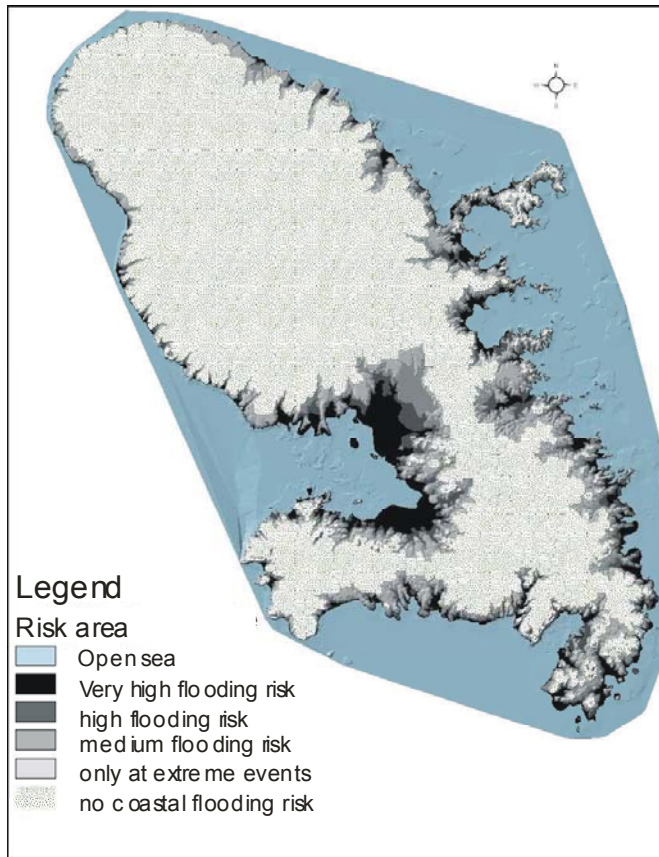 N
W E
S
Legend
Risk area
Open sea
Very high flooding risk
high flooding risk
medium flooding risk
only at extreme events
no coastal flooding risk